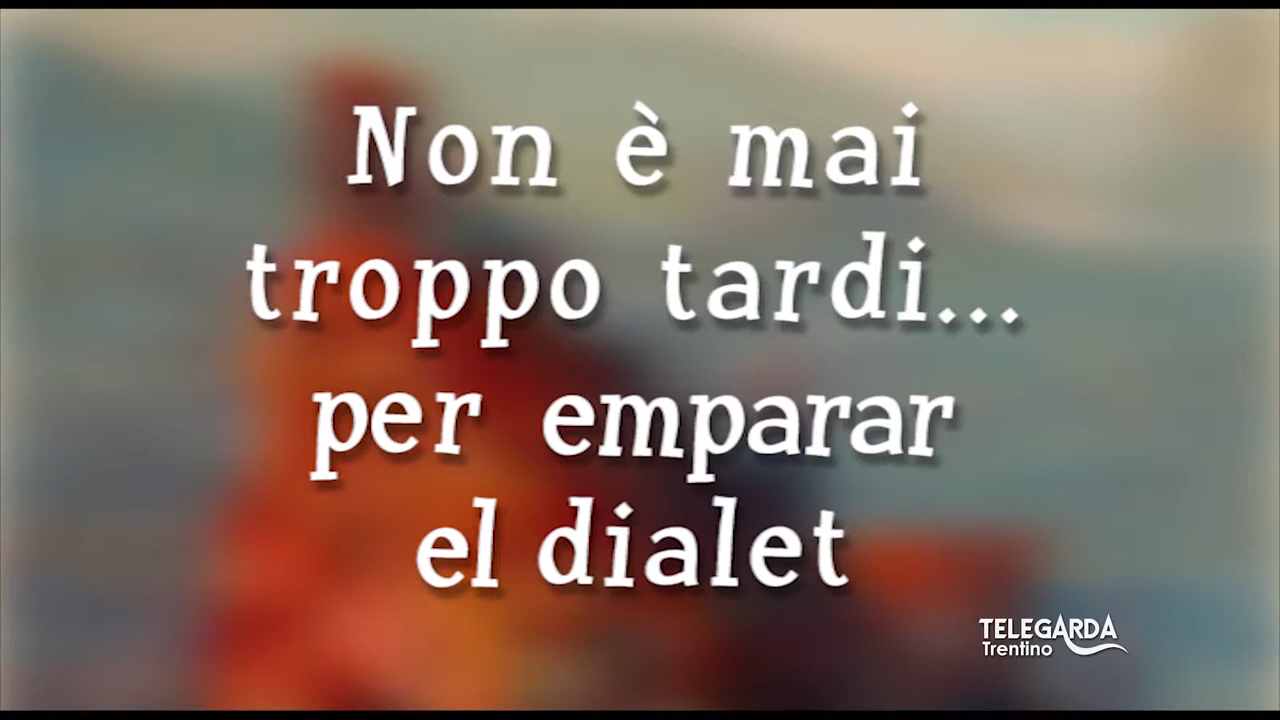 Non è mai
troppo tardi...
per emparar
el dialet
TELEGARDA
Trentino